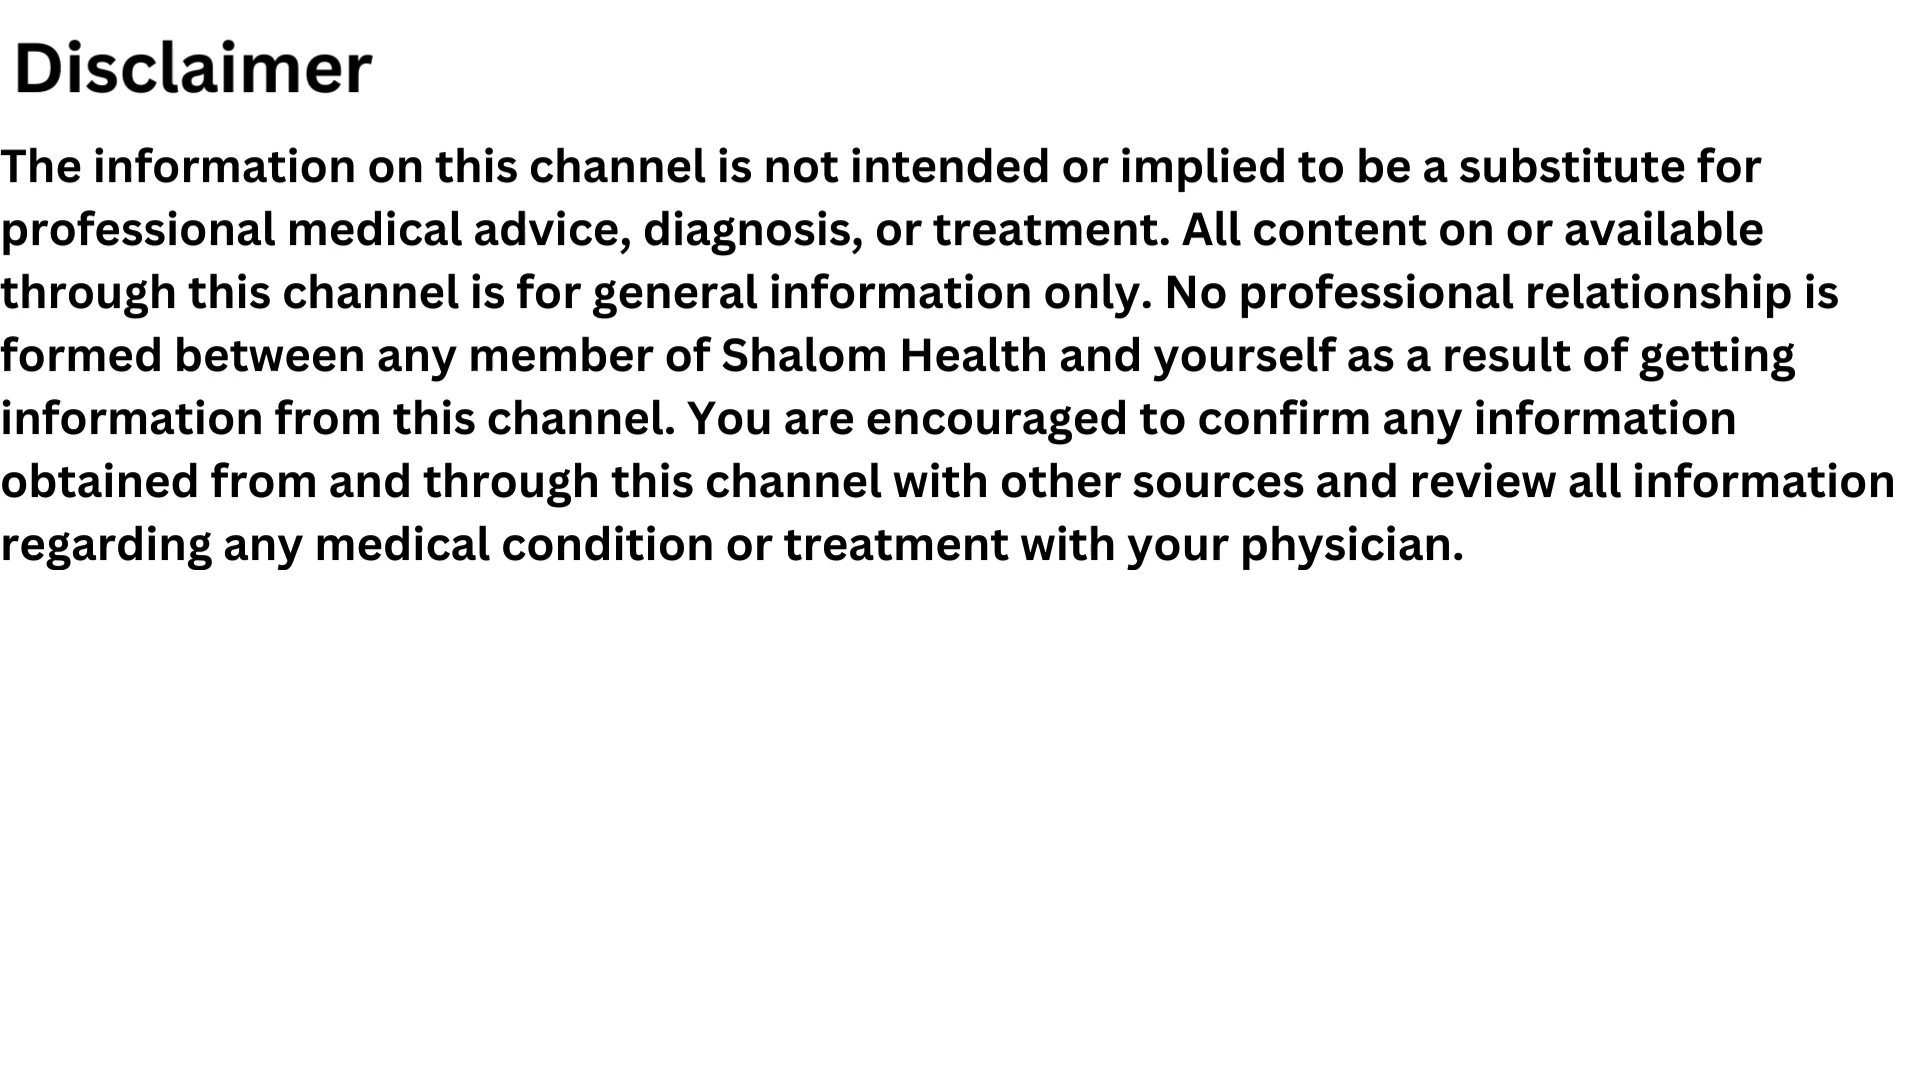 Disclaimer
The information on this channel is not intended or implied to be a substitute for
professional medical advice, diagnosis, or treatment. All content on or available
through this channel is for general information only. No professional relationship is
formed between any member of Shalom Health and yourself as a result of getting
information from this channel. You are encouraged to confirm any information
obtained from and through this channel with other sources and review all information
regarding any medical condition or treatment with your physician.